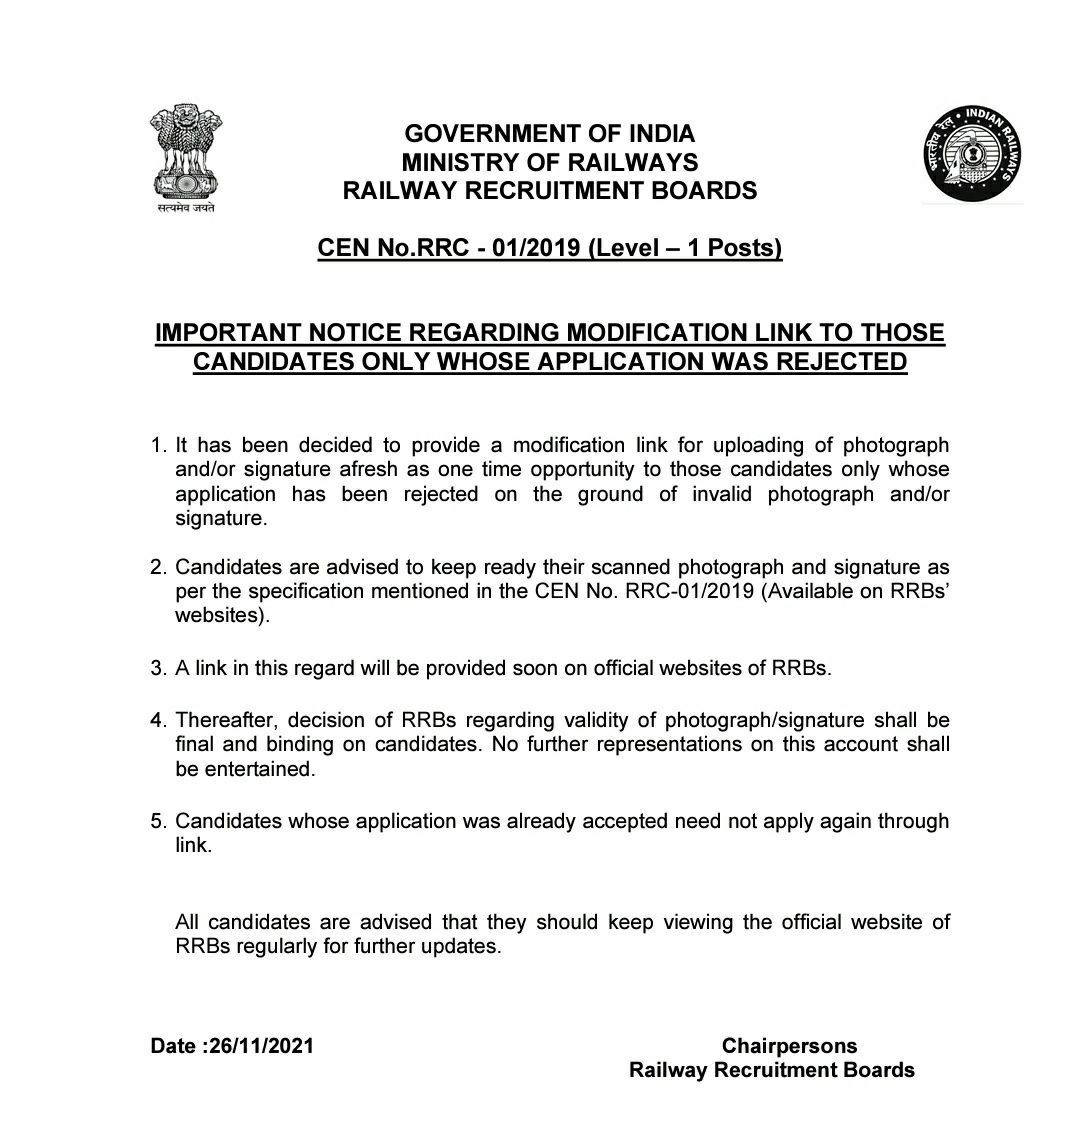 GOVERNMENT OF INDIA
MINISTRY OF RAILWAYS
RAILWAY RECRUITMENT BOARDS
सत्यमेव जयते
भारतीय रेल • INDIAN RAILWAYS
CEN No.RRC - 01/2019 (Level – 1 Posts)
IMPORTANT NOTICE REGARDING MODIFICATION LINK TO THOSE
CANDIDATES ONLY WHOSE APPLICATION WAS REJECTED
1. It has been decided to provide a modification link for uploading of photograph
and/or signature afresh as one time opportunity to those candidates only whose
application has been rejected on the ground of invalid photograph and/or
signature.
2. Candidates are advised to keep ready their scanned photograph and signature as
per the specification mentioned in the CEN No. RRC-01/2019 (Available on RRBs’
websites).
3. A link in this regard will be provided soon on official websites of RRBs.
4. Thereafter, decision of RRBs regarding validity of photograph/signature shall be
final and binding on candidates. No further representations on this account shall
be entertained.
5. Candidates whose application was already accepted need not apply again through
link.
All candidates are advised that they should keep viewing the official website of
RRBs regularly for further updates.
Date :26/11/2021
Chairpersons
Railway Recruitment Boards